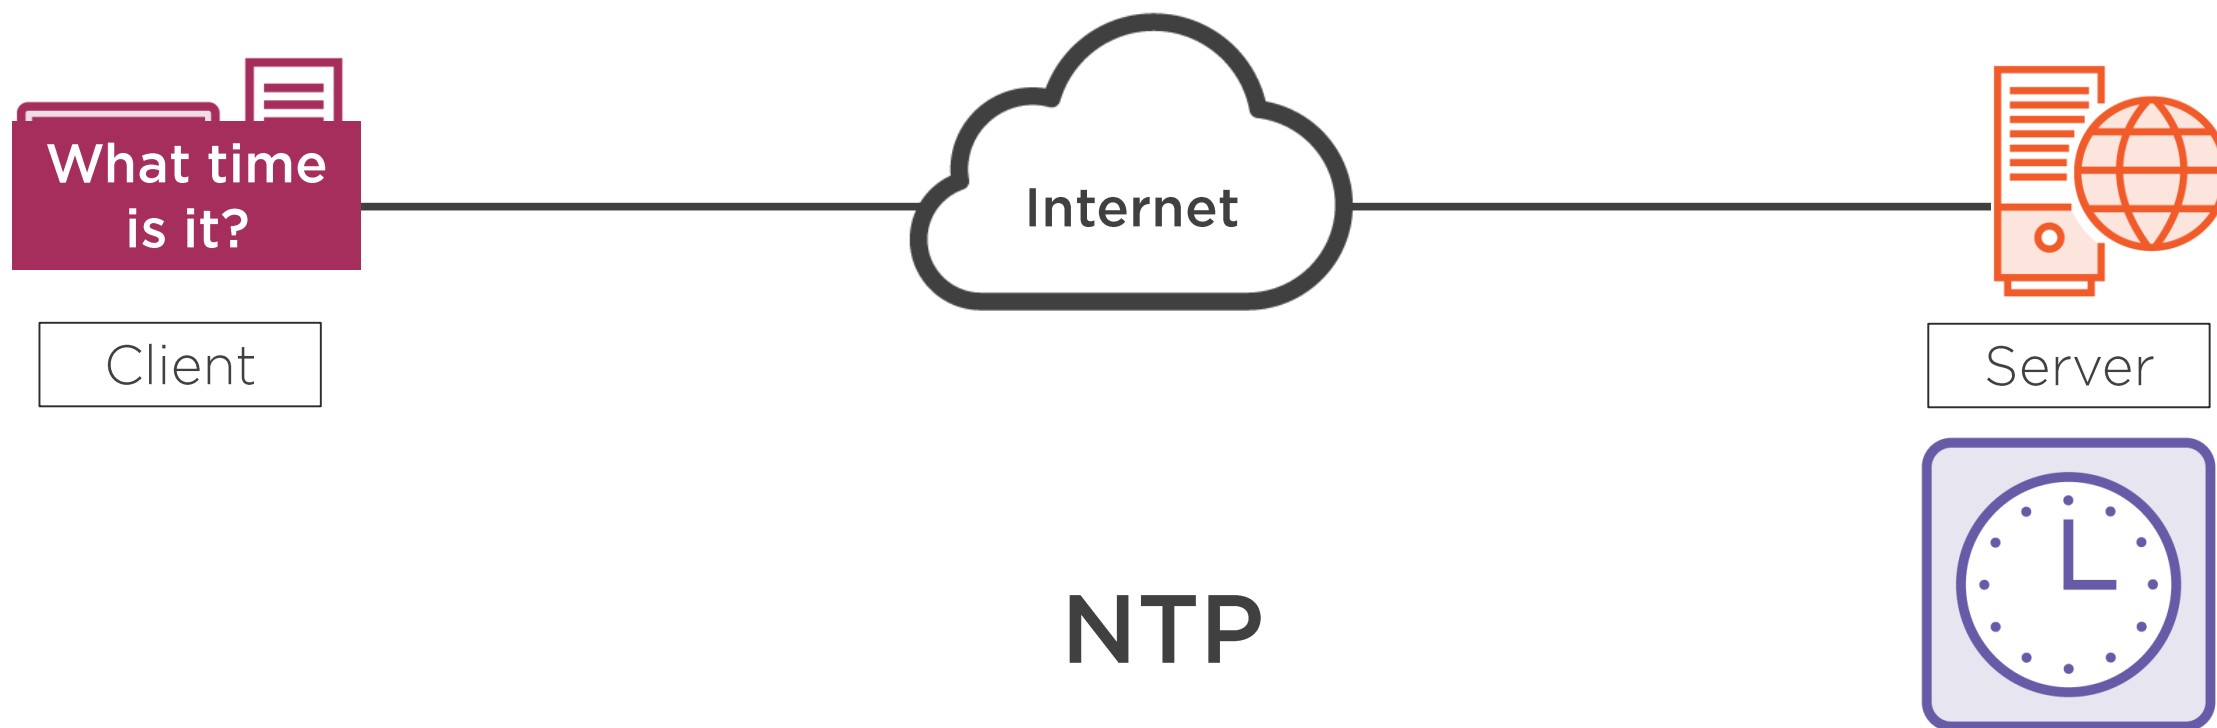 What time
is it?
Internet
Client
Server
NTP